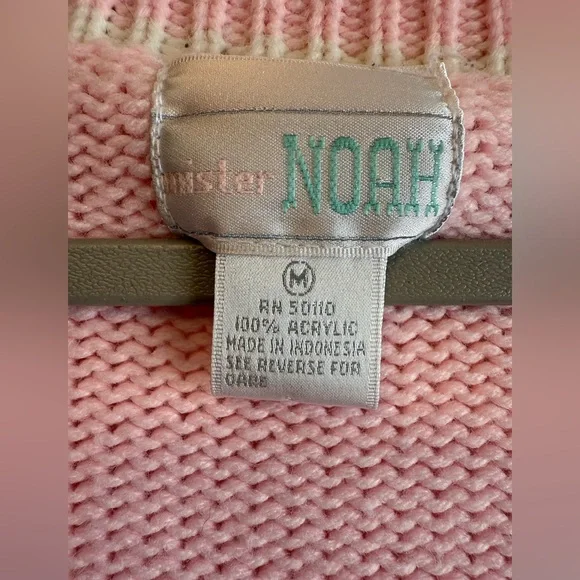 mister NOAH
M
RN 50110
100% ACRYLIC
MADE IN INDONESIA
SEE REVERSE FOR
CARE